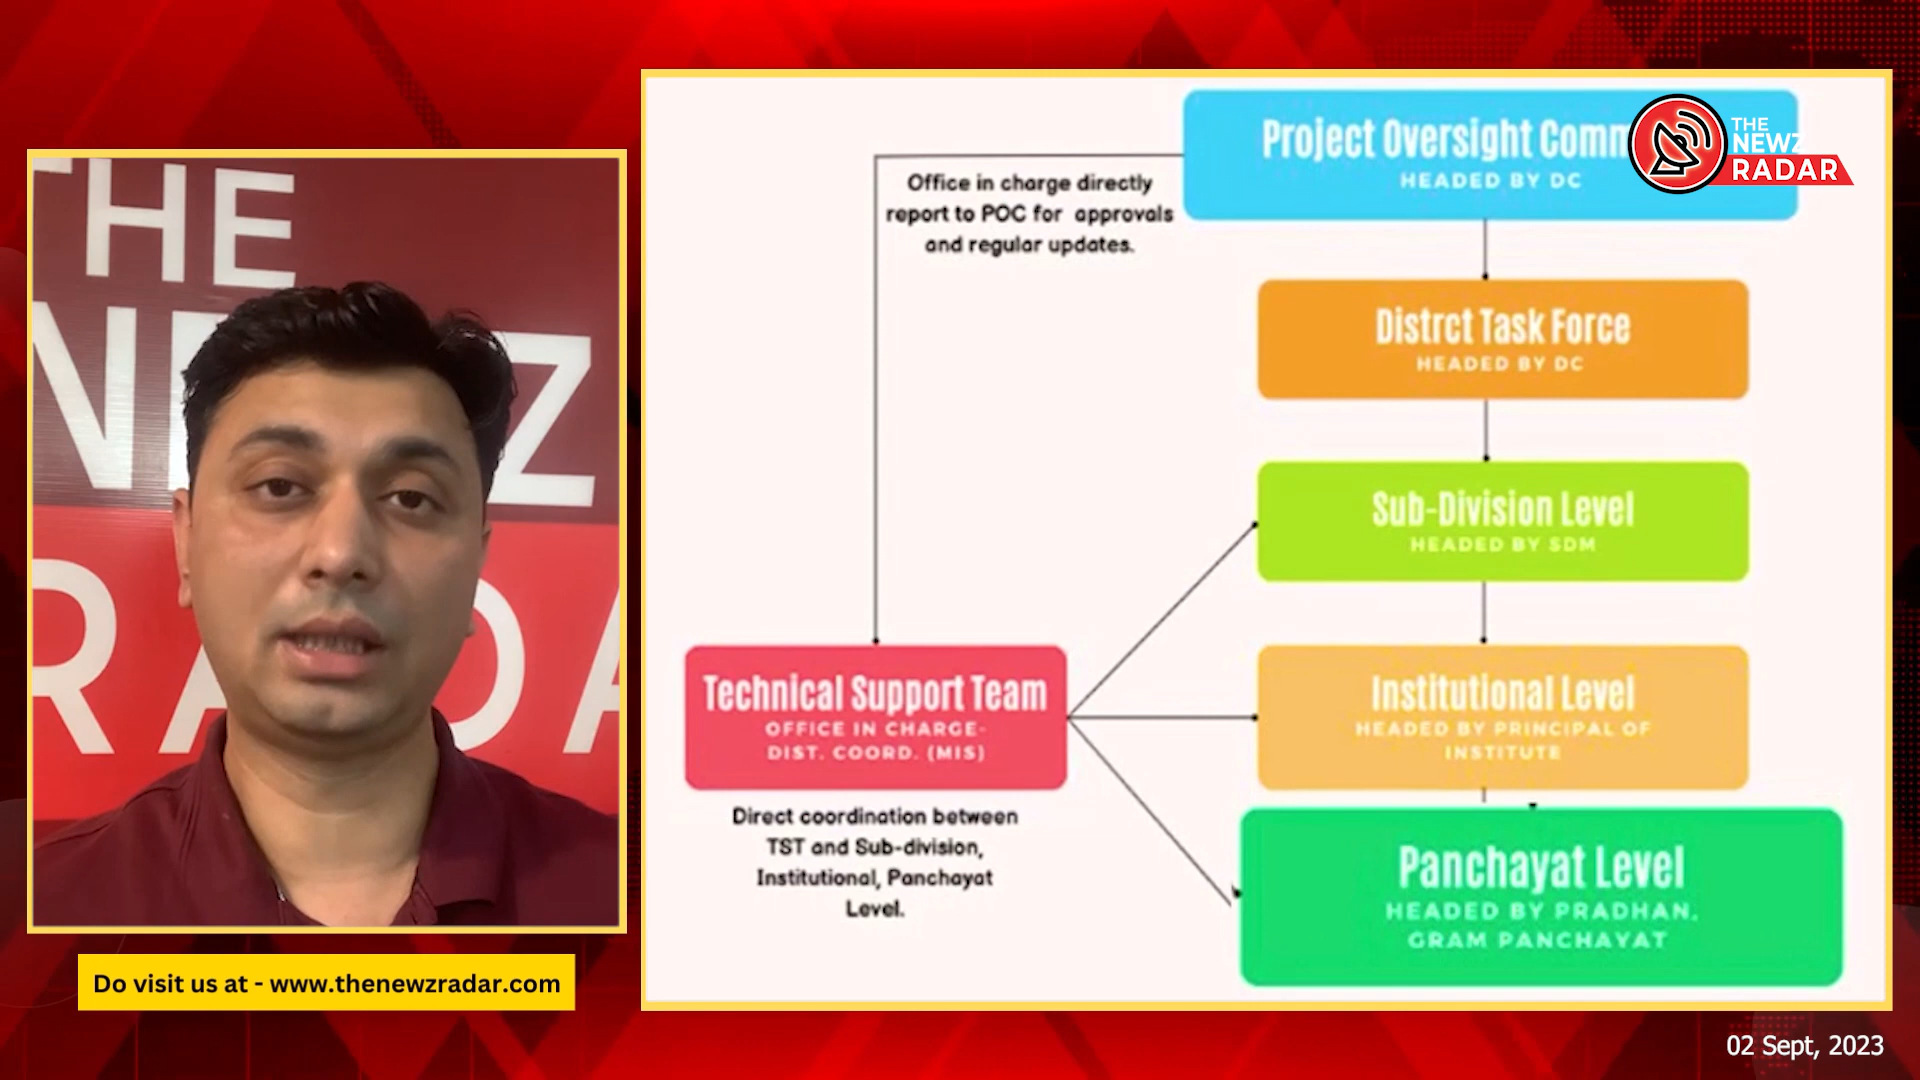 THE
NEWZ
RADA
Do visit us at - www.thenewzradar.com
Project Oversight Comm
HEADED BY DC
THE
NEWZ
RADAR
Office in charge directly
report to POC for approvals
and regular updates.
Distrct Task Force
HEADED BY DC
Sub-Division Level
HEADED BY SDM
Technical Support Team
OFFICE IN CHARGE-
DIST. COORD. (MIS)
Institutional Level
HEADED BY PRINCIPAL OF
INSTITUTE
Direct coordination between
TST and Sub-division,
Institutional, Panchayat
Level.
Panchayat Level
HEADED BY PRADHAN,
GRAM PANCHAYAT
02 Sept, 2023